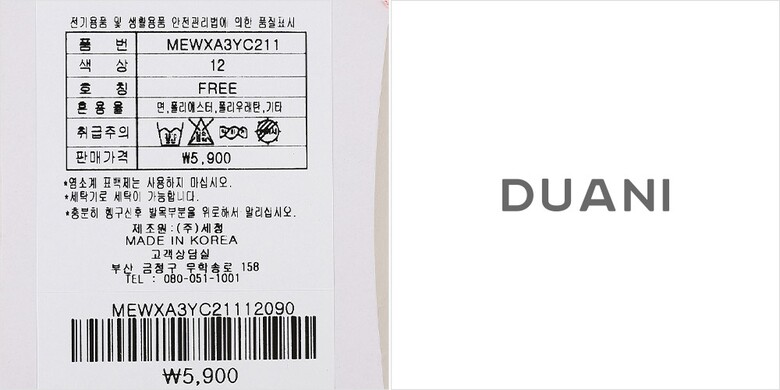 전기용품 및 생활용품 안전관리법에 의한 품질표시
품 번 MEWXA3YC211
색 상 12
호 칭 FREE
혼 용 율 면,폴리에스터,폴리우레탄,기타
취급주의
판매가격 ₩5,900
*염소계 표백제는 사용하지 마십시오.
*세탁기로 세탁이 가능합니다.
*충분히 헹구신후 발목부분을 위로해서 말리십시오.
제조원 : (주)세정
MADE IN KOREA
고객상담실
부산 금정구 무학송로 158
TEL : 080-051-1001
MEWXA3YC21112090
₩5,900
DUANI